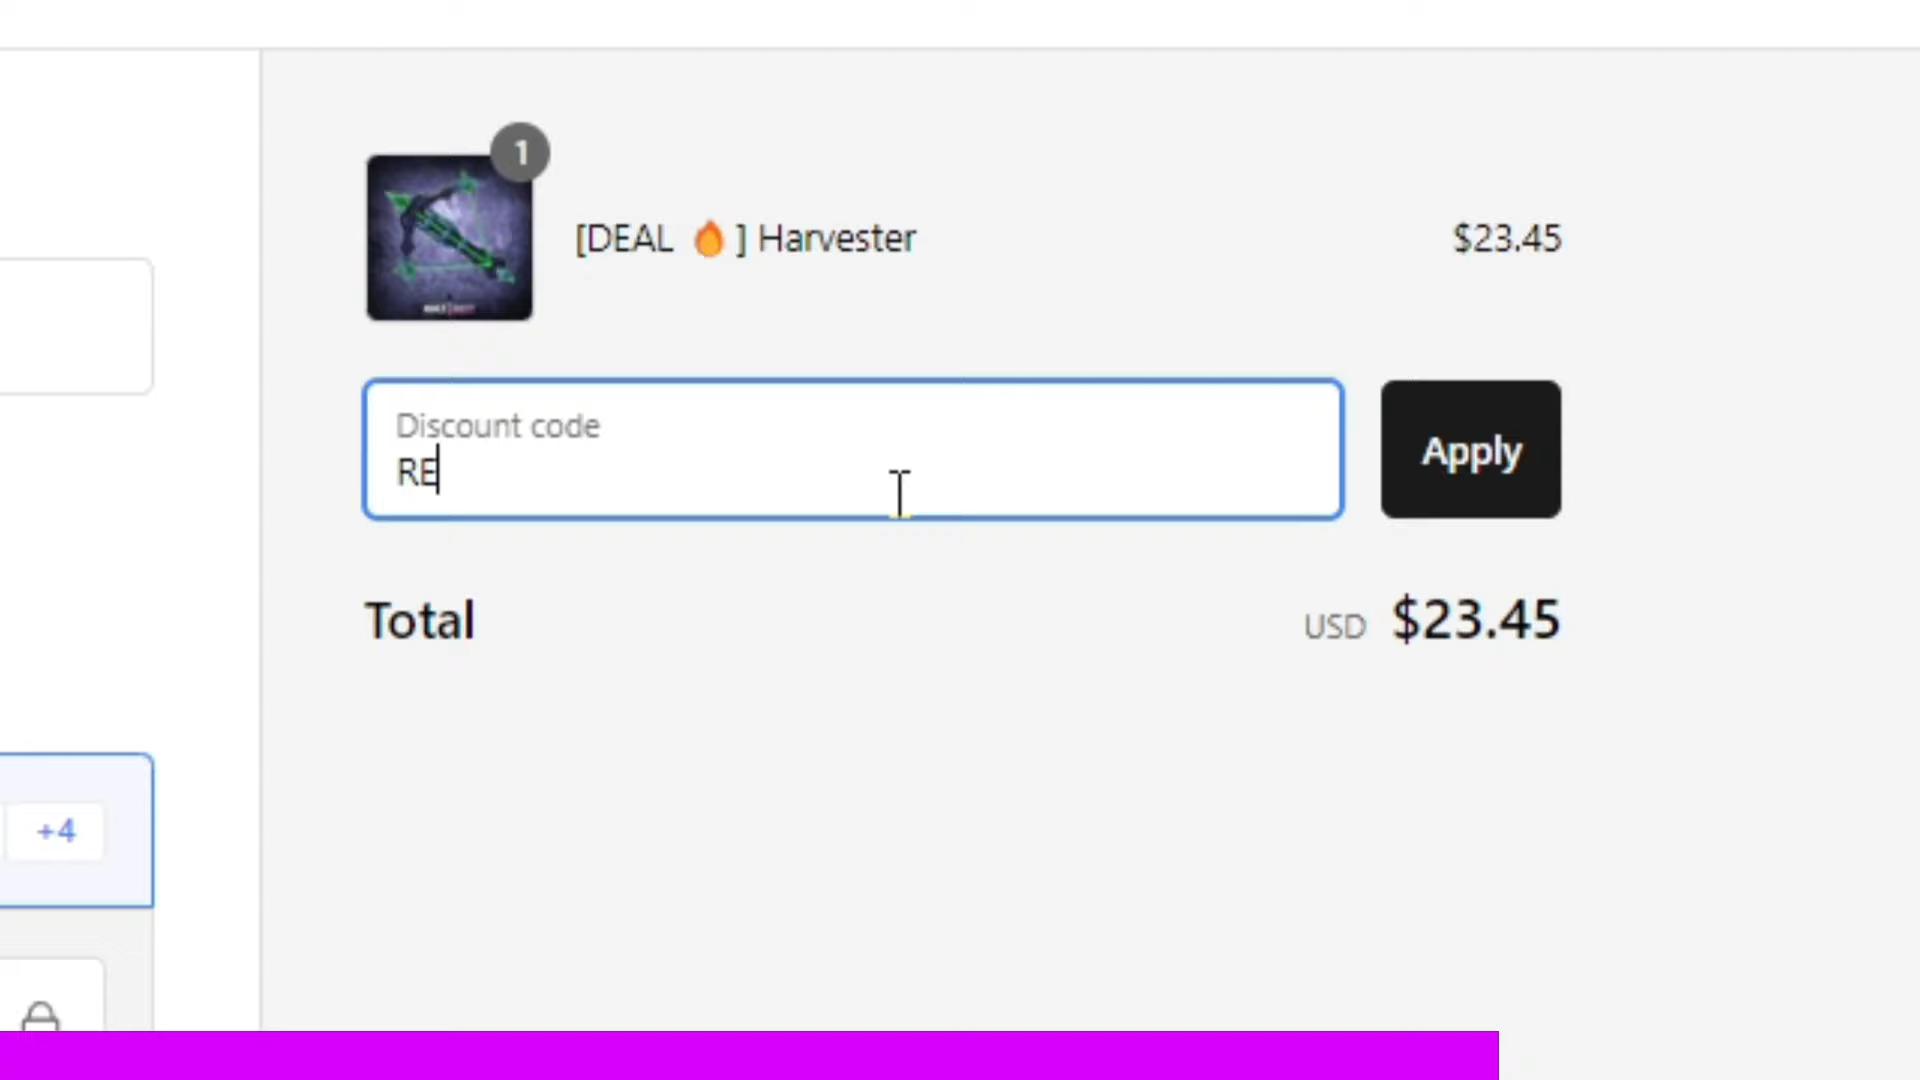 1
[DEAL 🔥] Harvester
$23.45
Discount code
RE
Apply
Total
USD $23.45
+4